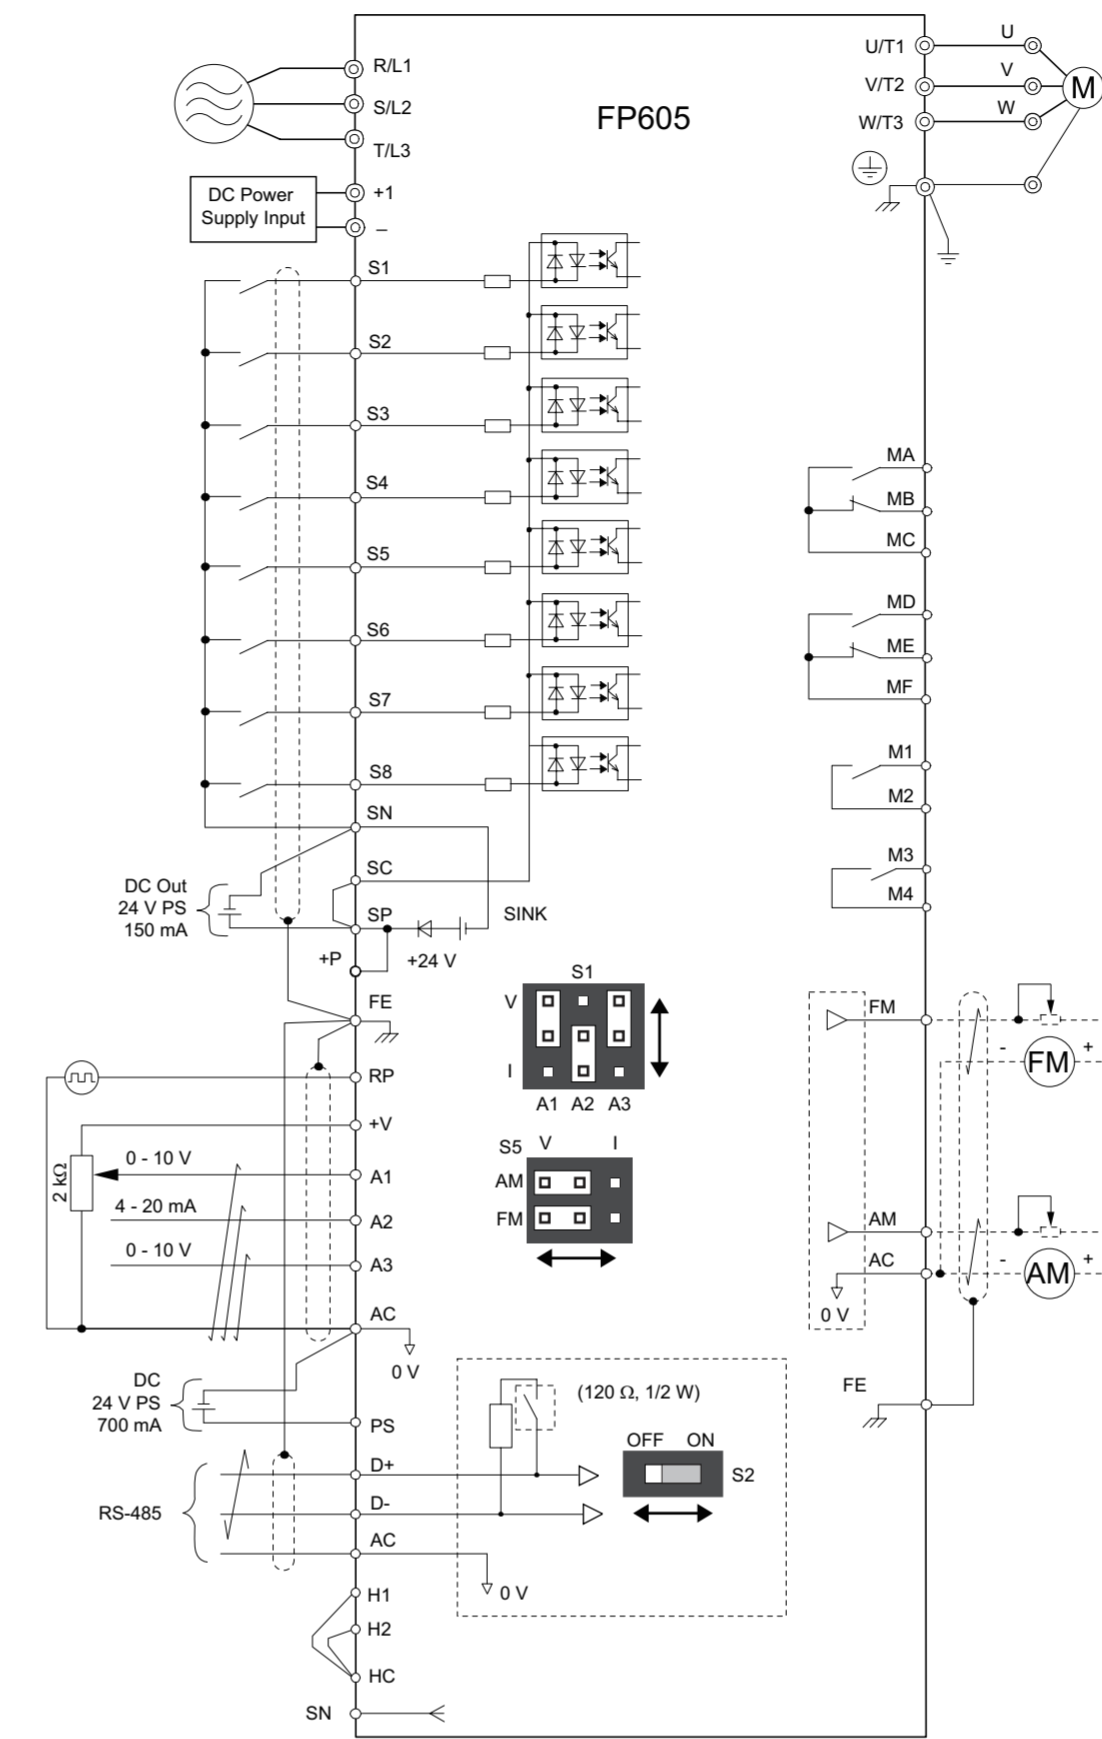 FP605
R/L1
S/L2
T/L3
DC Power
Supply Input
+1
–
S1
S2
S3
S4
S5
S6
S7
S8
SN
SC
DC Out
24 V PS
150 mA
SP
SINK
+P
+24 V
FE
RP
+V
2 kΩ
0 - 10 V
A1
4 - 20 mA
A2
0 - 10 V
A3
AC
0 V
DC
24 V PS
700 mA
PS
RS-485
D+
D-
AC
0 V
H1
H2
HC
SN
S1
V
I
A1 A2 A3
S5 V I
AM
FM
(120 Ω, 1/2 W)
OFF ON
S2
U/T1
U
V/T2
V
W/T3
W
M
MA
MB
MC
MD
ME
MF
M1
M2
M3
M4
FM
- FM +
AM
AC
- AM +
0 V
FE